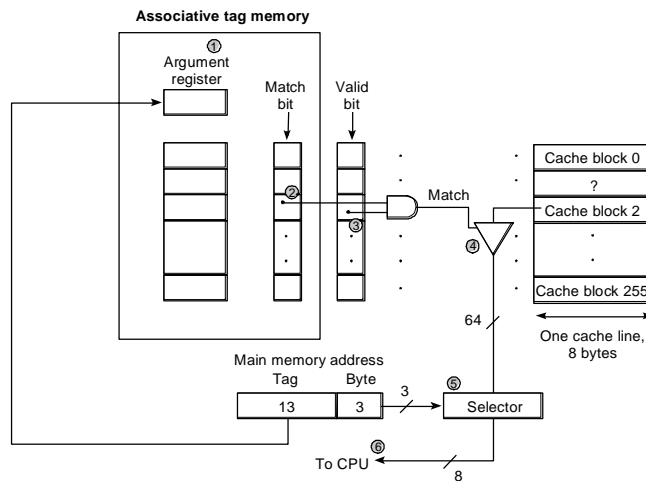 Associative tag memory
1
Argument
register
Match
bit
Valid
bit
Cache block 0
?
2
Match
Cache block 2
3
4
Cache block 255
64
One cache line,
8 bytes
Main memory address
Tag
Byte
3
5
13
3
Selector
6
To CPU
8